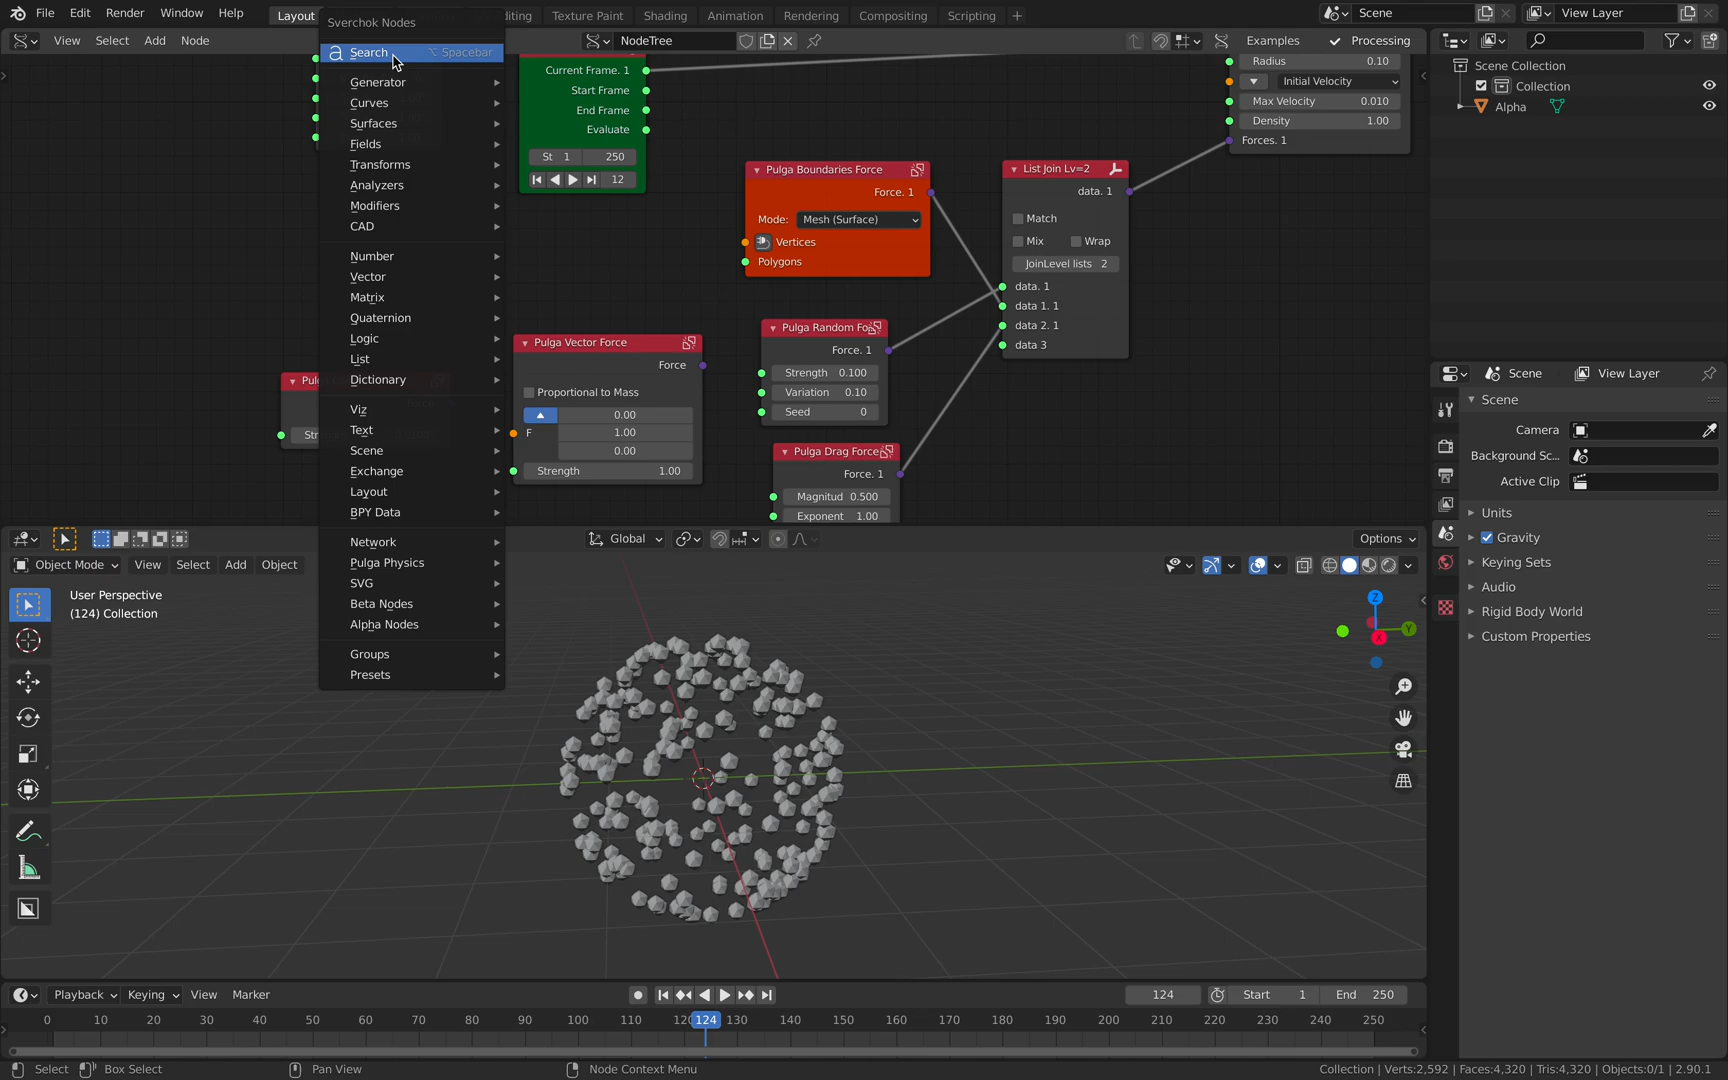 File Edit Render Window Help
Layout
diting
Texture Paint
Shading
Animation
Rendering
Compositing
Scripting
Scene
View Layer
View Select Add Node
NodeTree
Examples
Processing
Sverchok Nodes
Search
Spacebar
Generator
Curves
Surfaces
Fields
Transforms
Analyzers
Modifiers
CAD
Number
Vector
Matrix
Quaternion
Logic
List
Dictionary
Viz
Text
Scene
Exchange
Layout
BPY Data
Network
Pulga Physics
SVG
Beta Nodes
Alpha Nodes
Groups
Presets
Current Frame. 1
Start Frame
End Frame
Evaluate
St 1 250
12
Pulga Vector Force
Force
Proportional to Mass
0.00
F 1.00
0.00
Strength 1.00
Pulga Boundaries Force
Force. 1
Mode: Mesh (Surface)
Vertices
Polygons
Pulga Random Fo
Force. 1
Strength 0.100
Variation 0.10
Seed 0
Pulga Drag Force
Force. 1
Magnitud 0.500
Exponent 1.00
List Join Lv=2
data. 1
Match
Mix Wrap
JoinLevel lists 2
data. 1
data 1. 1
data 2. 1
data 3
Radius 0.10
Initial Velocity
Max Velocity 0.010
Density 1.00
Forces. 1
Scene Collection
Collection
Alpha
Scene
View Layer
Scene
Camera
Background Sc...
Active Clip
Units
Gravity
Keying Sets
Audio
Rigid Body World
Custom Properties
Global
Options
Object Mode View Select Add Object
User Perspective
(124) Collection
Z
Y
X
Playback Keying View Marker
124
Start 1
End 250
0 10 20 30 40 50 60 70 80 90 100 110 124 130 140 150 160 170 180 190 200 210 220 230 240 250
Select
Box Select
Pan View
Node Context Menu
Collection | Verts:2,592 | Faces:4,320 | Tris:4,320 | Objects:0/1 | 2.90.1